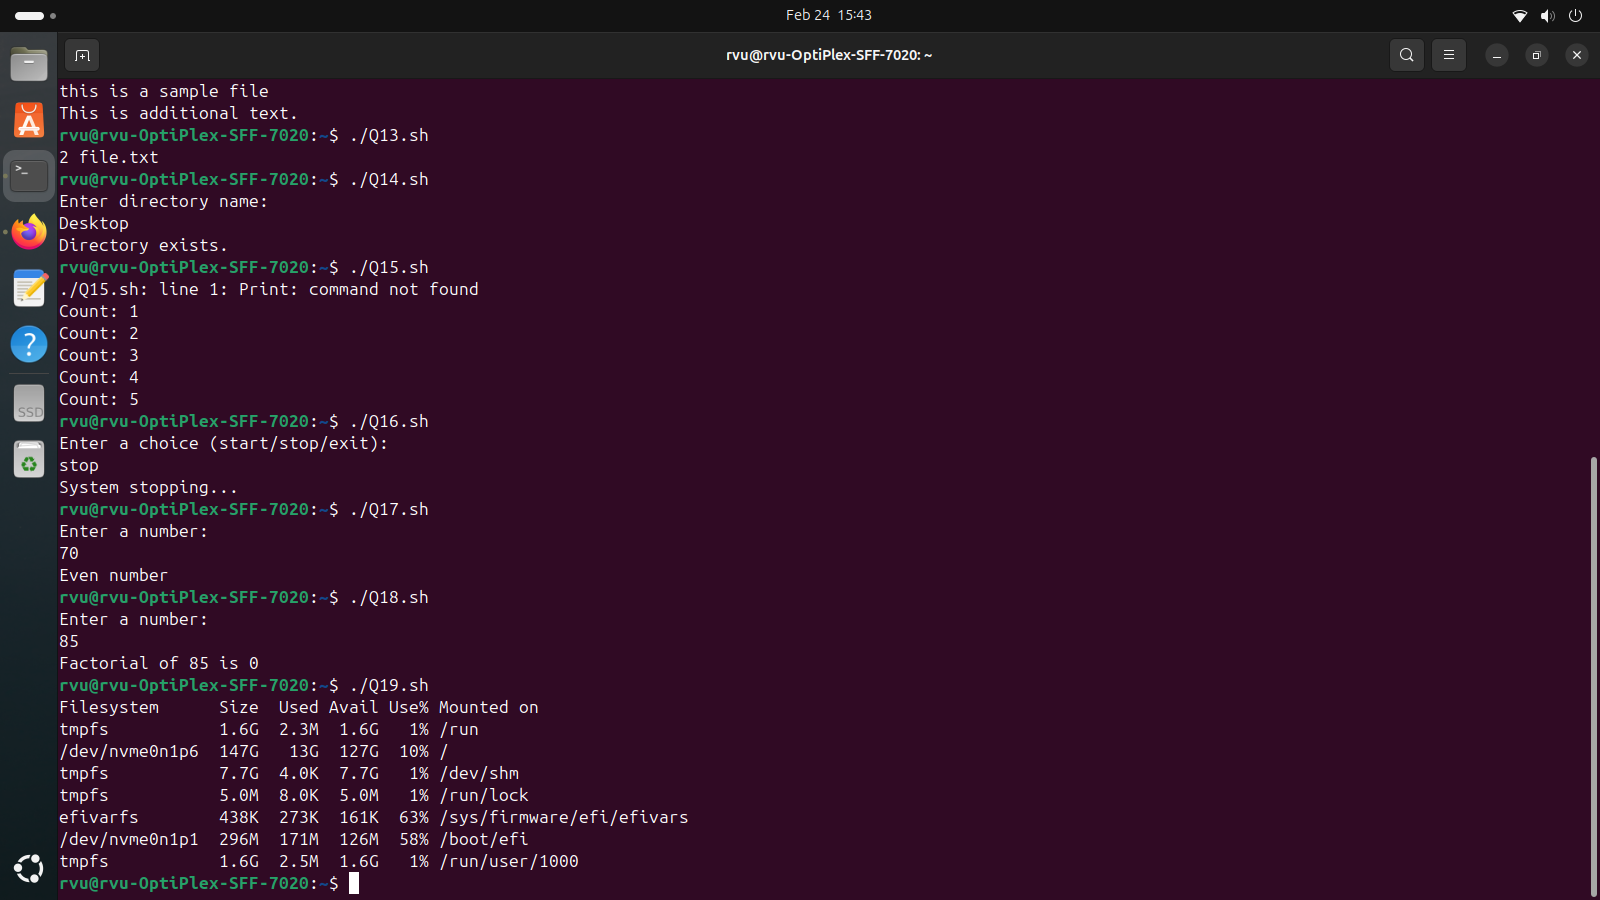 Feb 24 15:43
rvu@rvu-OptiPlex-SFF-7020: ~
this is a sample file
This is additional text.
rvu@rvu-OptiPlex-SFF-7020:~$ ./Q13.sh
2 file.txt
rvu@rvu-OptiPlex-SFF-7020:~$ ./Q14.sh
Enter directory name:
Desktop
Directory exists.
rvu@rvu-OptiPlex-SFF-7020:~$ ./Q15.sh
./Q15.sh: line 1: Print: command not found
Count: 1
Count: 2
Count: 3
Count: 4
Count: 5
rvu@rvu-OptiPlex-SFF-7020:~$ ./Q16.sh
Enter a choice (start/stop/exit):
stop
System stopping...
rvu@rvu-OptiPlex-SFF-7020:~$ ./Q17.sh
Enter a number:
70
Even number
rvu@rvu-OptiPlex-SFF-7020:~$ ./Q18.sh
Enter a number:
85
Factorial of 85 is 0
rvu@rvu-OptiPlex-SFF-7020:~$ ./Q19.sh
Filesystem      Size  Used Avail Use% Mounted on
tmpfs           1.6G  2.3M  1.6G   1% /run
/dev/nvme0n1p6  147G   13G  127G  10% /
tmpfs           7.7G  4.0K  7.7G   1% /dev/shm
tmpfs           5.0M  8.0K  5.0M   1% /run/lock
efivarfs        438K  273K  161K  63% /sys/firmware/efi/efivars
/dev/nvme0n1p1  296M  171M  126M  58% /boot/efi
tmpfs           1.6G  2.5M  1.6G   1% /run/user/1000
rvu@rvu-OptiPlex-SFF-7020:~$
SSD